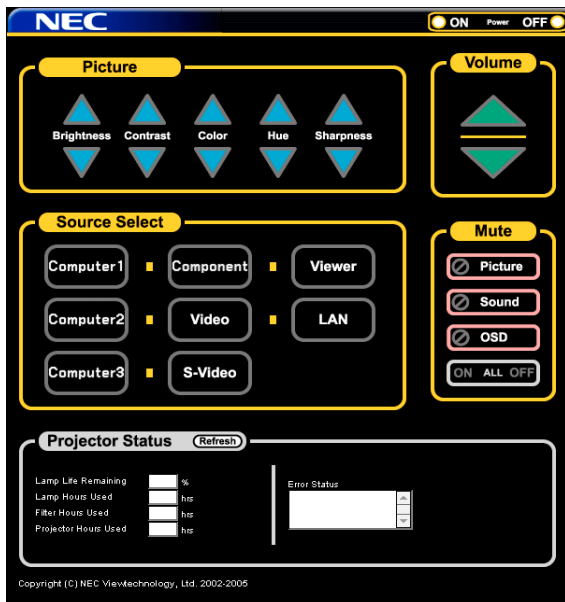 NEC
ON Power OFF
Picture
Brightness Contrast Color Hue Sharpness
Volume
Source Select
Computer1 Component Viewer
Computer2 Video LAN
Computer3 S-Video
Mute
Picture
Sound
OSD
ON ALL OFF
Projector Status (Refresh)
Lamp Life Remaining %
Lamp Hours Used hrs
Filter Hours Used hrs
Projector Hours Used hrs
Error Status
Copyright (C) NEC Viewtechnology, Ltd. 2002-2005